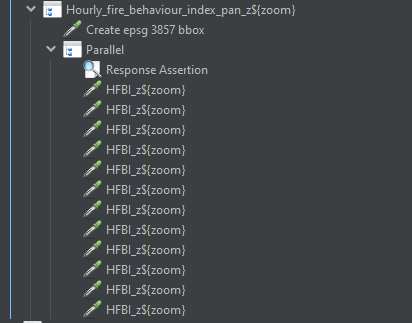 Hourly_fire_behaviour_index_pan_z${zoom}
Create epsg 3857 bbox
Parallel
Response Assertion
HFBI_z${zoom}
HFBI_z${zoom}
HFBI_z${zoom}
HFBI_z${zoom}
HFBI_z${zoom}
HFBI_z${zoom}
HFBI_z${zoom}
HFBI_z${zoom}
HFBI_z${zoom}
HFBI_z${zoom}
HFBI_z${zoom}
HFBI_z${zoom}